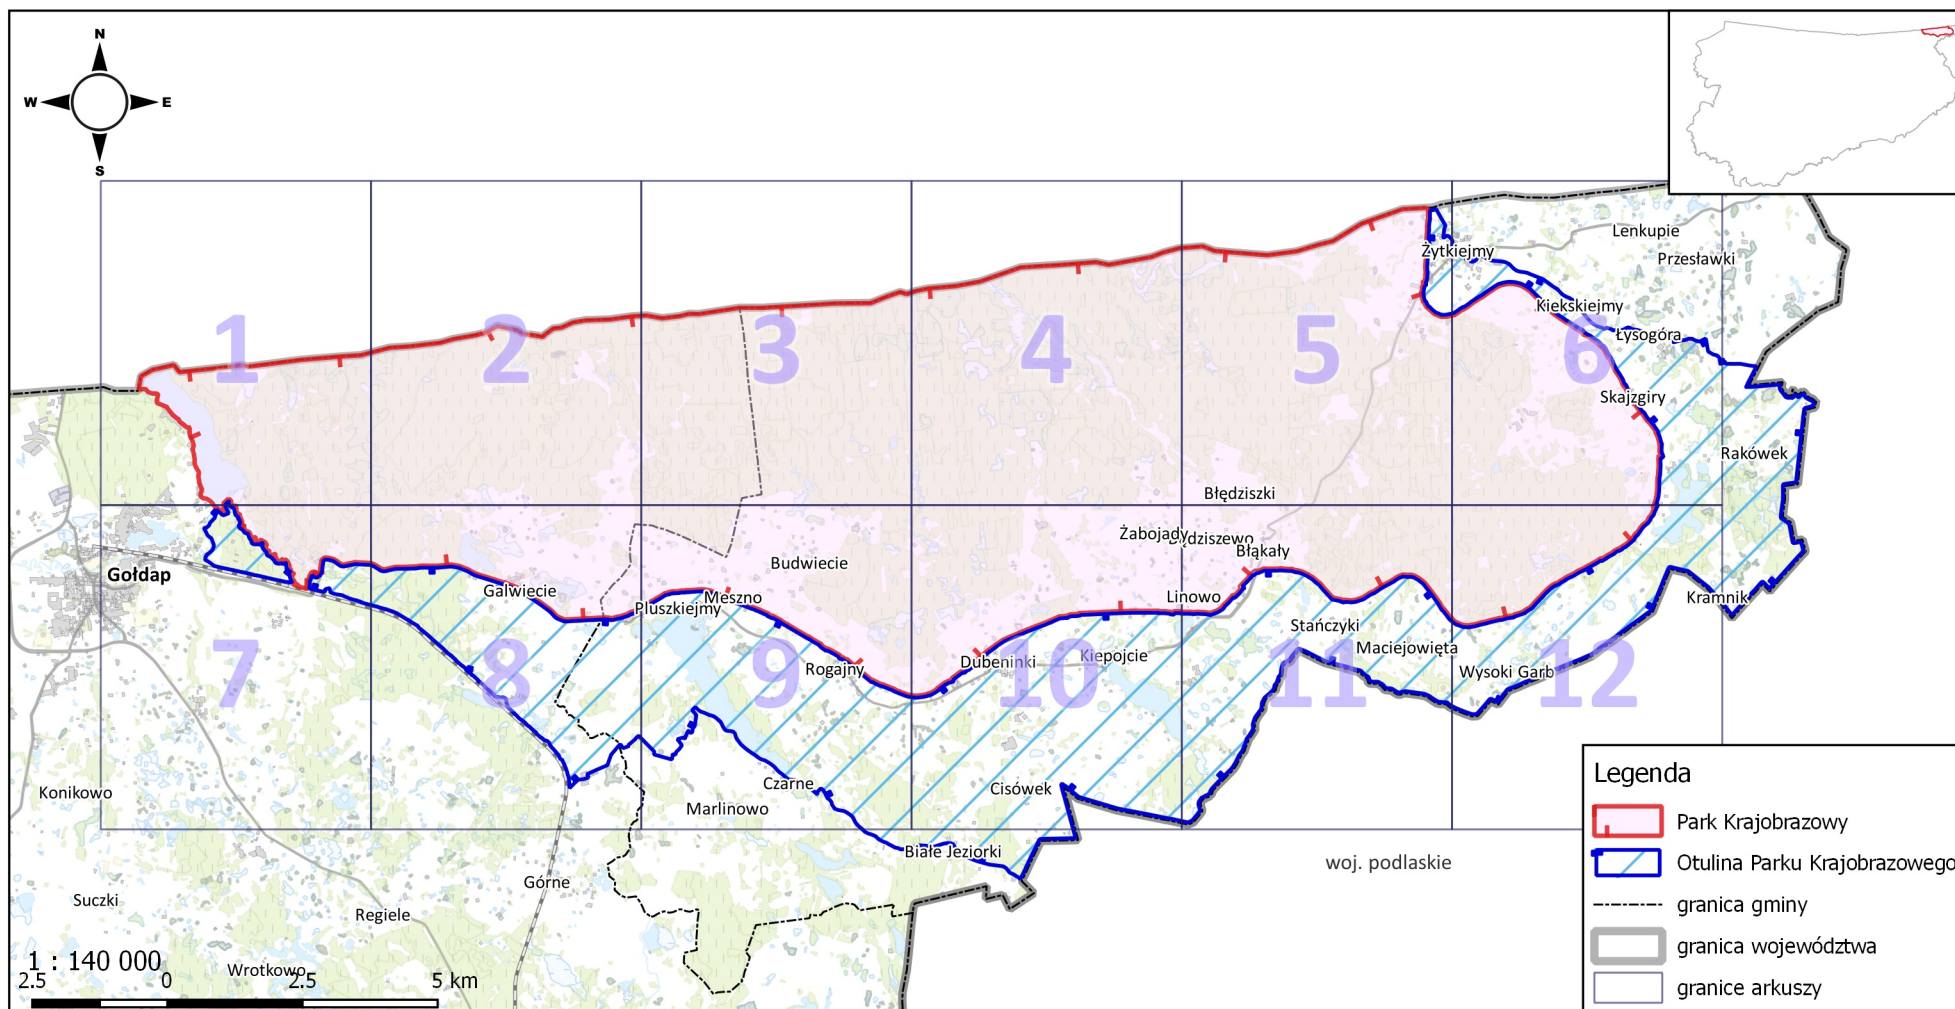 N
W E
S
Lenkupie
Żytkiejmy
Przesławki
Kiekskiejmy
1 2 3 4 5 6
Łysogóra
Skajzgiry
Rakówek
Błędziszki
Żabojady
Błąkały
Budwiecie
Gołdap
Galwiecie
Meszno
Pluszkiejmy
Linowo
Kramnik
Stańczyki
Maciejowięta
Kiepojcie
Dubeninki
Rogajny
Wysoki Garb
7 8 9 10 11 12
Czarne
Cisówek
Konikowo
Marlinowo
Białe Jeziorki
woj. podlaskie
Górne
Suczki
Regiele
Wrotkowo
1 : 140 000
2.5 0 2.5 5 km
Legenda
Park Krajobrazowy
Otulina Parku Krajobrazowego
granica gminy
granica województwa
granice arkuszy